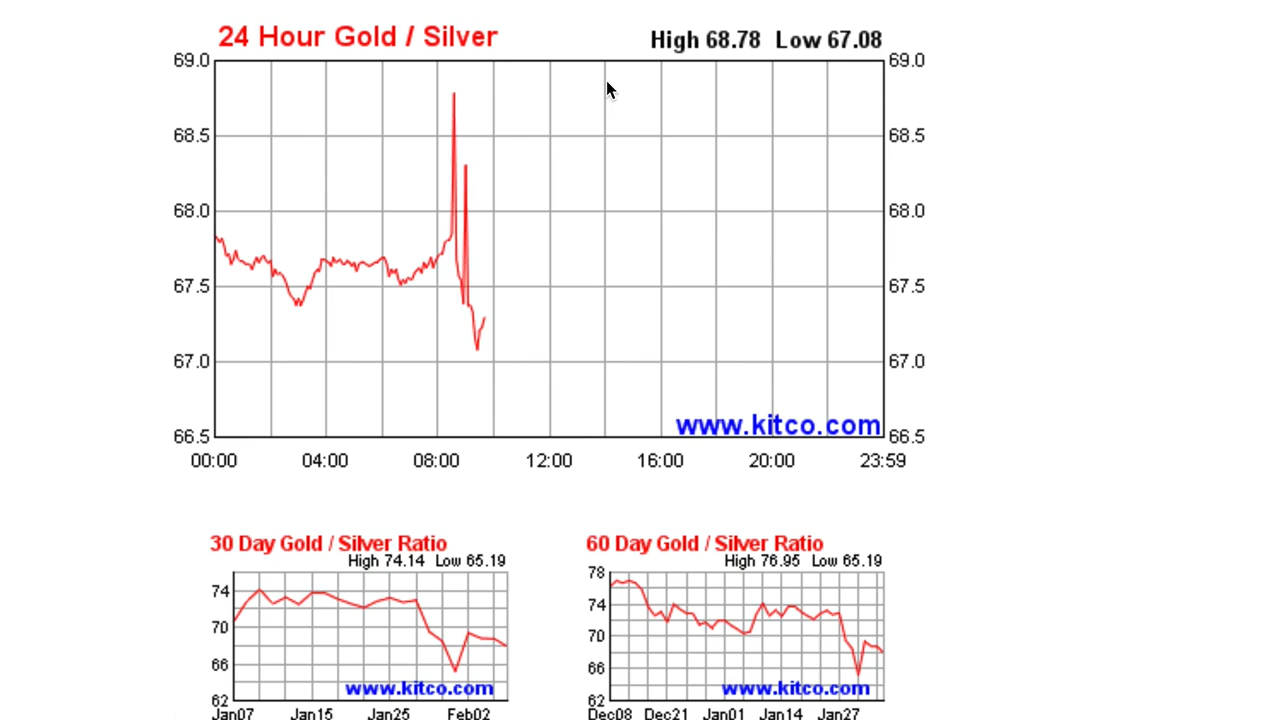 24 Hour Gold / Silver High 68.78 Low 67.08
69.0 69.0
68.5 68.5
68.0 68.0
67.5 67.5
67.0 67.0
www.kitco.com
66.5 66.5
00:00 04:00 08:00 12:00 16:00 20:00 23:59
30 Day Gold / Silver Ratio
High 74.14 Low 65.19
74
70
66
www.kitco.com
62
Jan07 Jan15 Jan25 Feb02
60 Day Gold / Silver Ratio
High 76.95 Low 65.19
78
74
70
66
www.kitco.com
62
Dec08 Dec21 Jan01 Jan14 Jan27